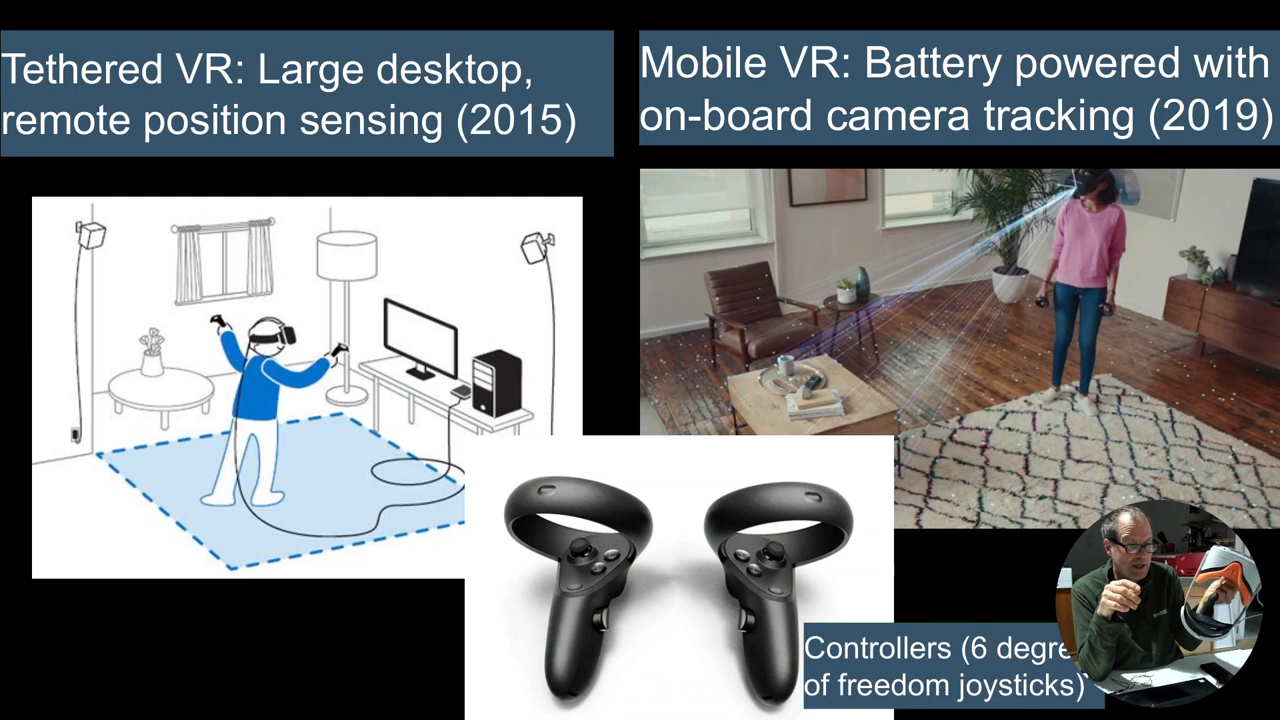 Tethered VR: Large desktop,
remote position sensing (2015)
Mobile VR: Battery powered with
on-board camera tracking (2019)
Controllers (6
of freedom joysticks)